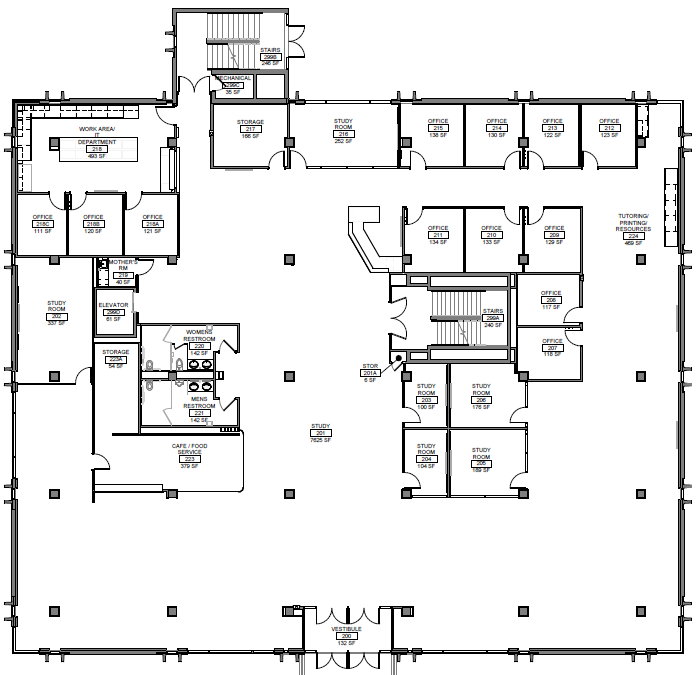 STAIRS
299B
246 SF
MECHANICAL
299C
35 SF
STORAGE
217
166 SF
STUDY
ROOM
216
252 SF
OFFICE
215
138 SF
OFFICE
214
130 SF
OFFICE
213
122 SF
OFFICE
212
123 SF
WORK AREA/
IT
DEPARTMENT
218
493 SF
OFFICE
218C
111 SF
OFFICE
218B
120 SF
OFFICE
218A
121 SF
OFFICE
211
134 SF
OFFICE
210
133 SF
OFFICE
209
129 SF
TUTORING/
PRINTING/
RESOURCES
224
469 SF
MOTHER'S
RM
219
40 SF
STUDY
ROOM
202
337 SF
ELEVATOR
299D
61 SF
OFFICE
208
117 SF
STAIRS
299A
240 SF
OFFICE
207
118 SF
WOMENS
RESTROOM
220
142 SF
STORAGE
223A
54 SF
STOR
201A
6 SF
MENS
RESTROOM
221
142 SF
STUDY
ROOM
203
100 SF
STUDY
ROOM
206
176 SF
STUDY
201
7625 SF
CAFE / FOOD
SERVICE
223
379 SF
STUDY
ROOM
204
104 SF
STUDY
ROOM
205
189 SF
VESTIBULE
200
132 SF